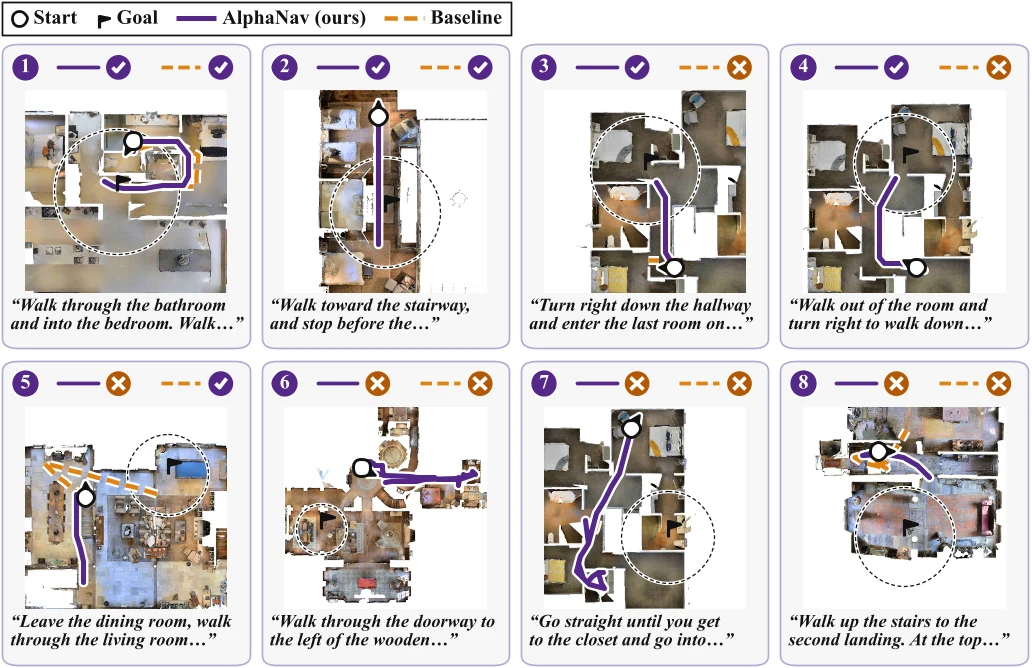 Start Goal AlphaNav (ours) Baseline
1
2
3
4
“Walk through the bathroom
and into the bedroom. Walk…”
“Walk toward the stairway,
and stop before the…”
“Turn right down the hallway
and enter the last room on…”
“Walk out of the room and
turn right to walk down…”
5
6
7
8
“Leave the dining room, walk
through the living room…”
“Walk through the doorway to
the left of the wooden…”
“Go straight until you get
to the closet and go into…”
“Walk up the stairs to the
second landing. At the top…”